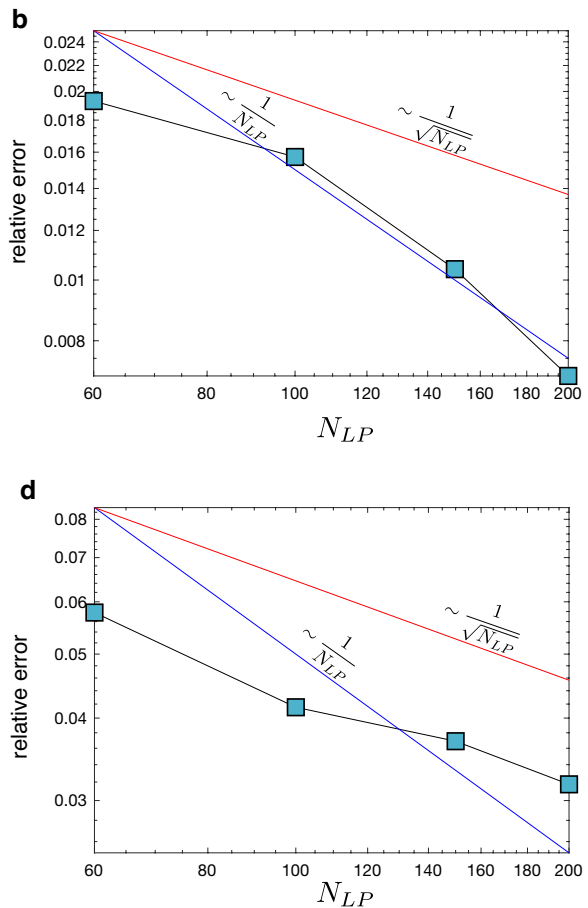 b
relative error
0.024
0.022
0.02
0.018
0.016
0.014
0.012
0.01
0.008
∼ 1/N_LP
∼ 1/√N_LP
60 80 100 120 140 160 180 200
N_LP
d
relative error
0.08
0.07
0.06
0.05
0.04
0.03
∼ 1/N_LP
∼ 1/√N_LP
60 80 100 120 140 160 180 200
N_LP